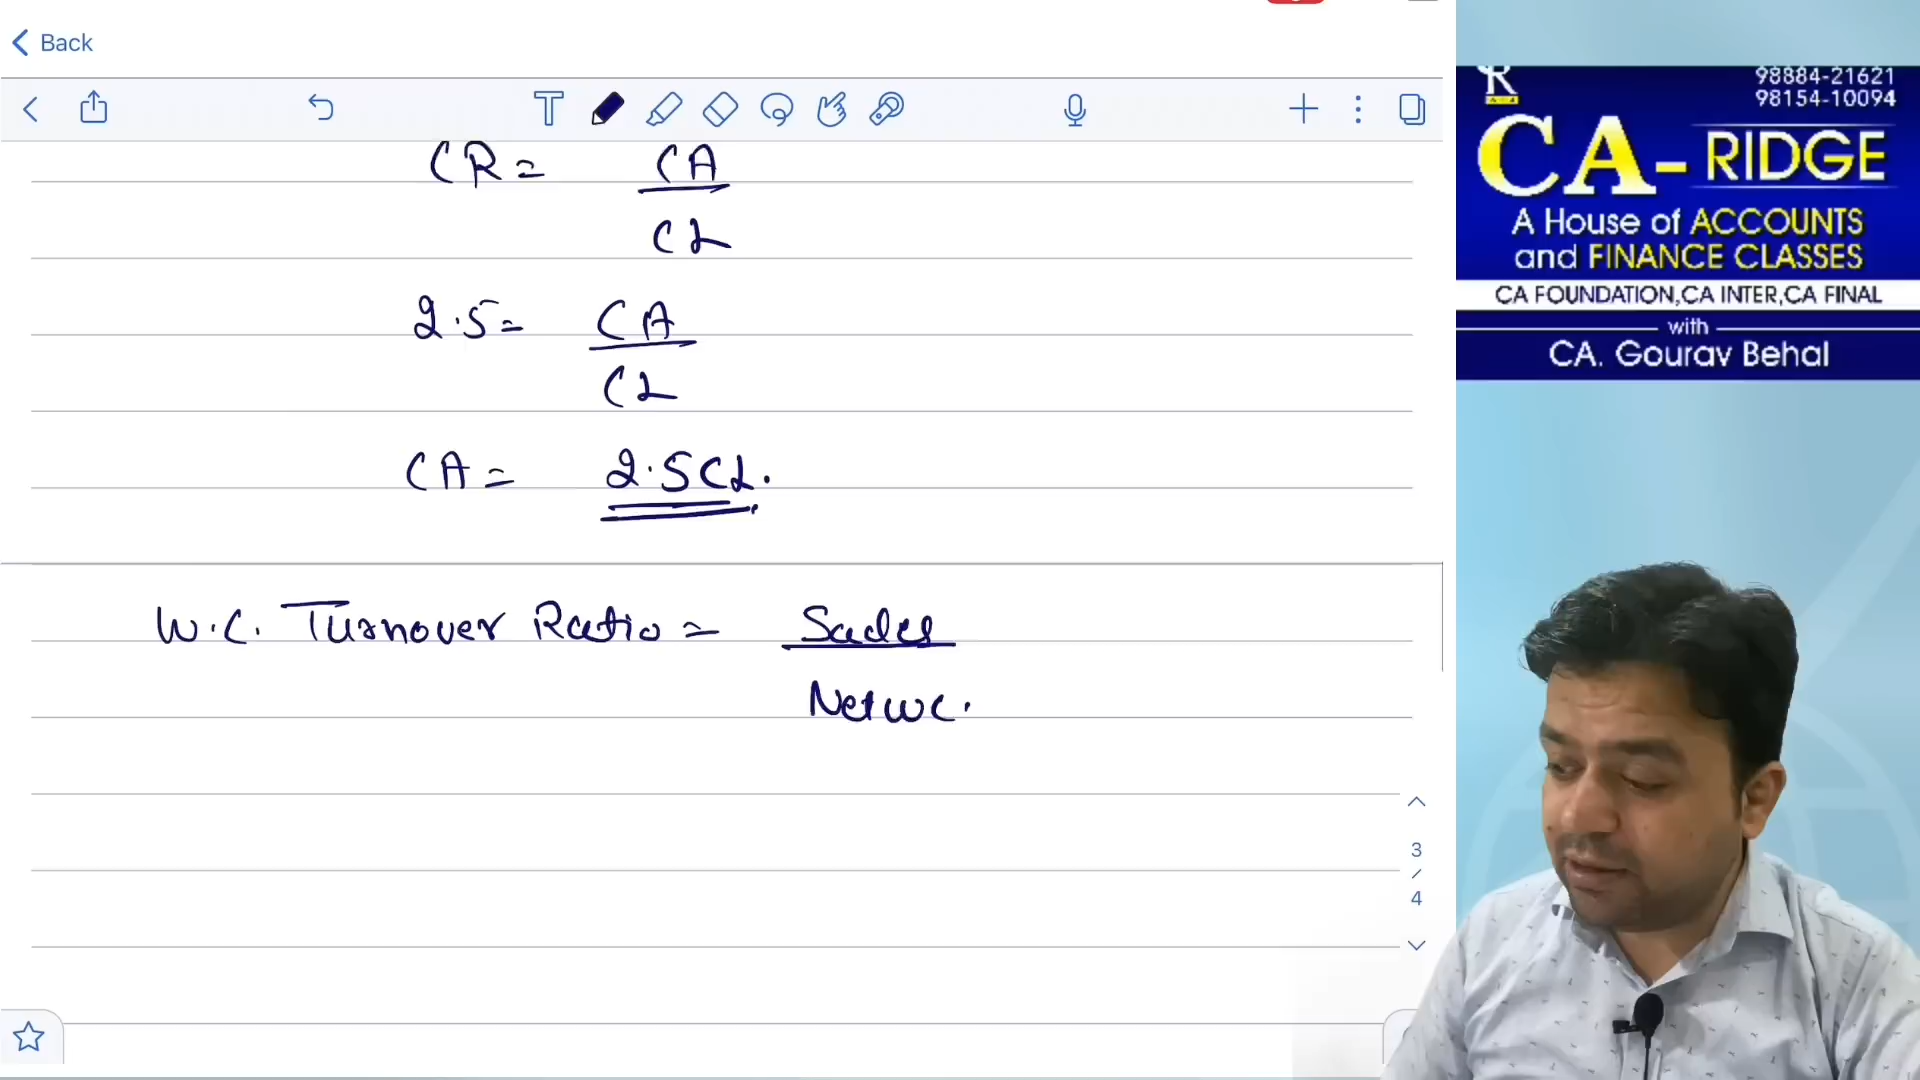 Back
CR = CA
CL
2.5 = CA
CL
CA = 2.5CL.
W.C. Turnover Ratio = Sales
Net WC.
3
/
4
R
98884-21621
98154-10094
CA-RIDGE
A House of ACCOUNTS
and FINANCE CLASSES
CA FOUNDATION,CA INTER,CA FINAL
with
CA. Gourav Behal